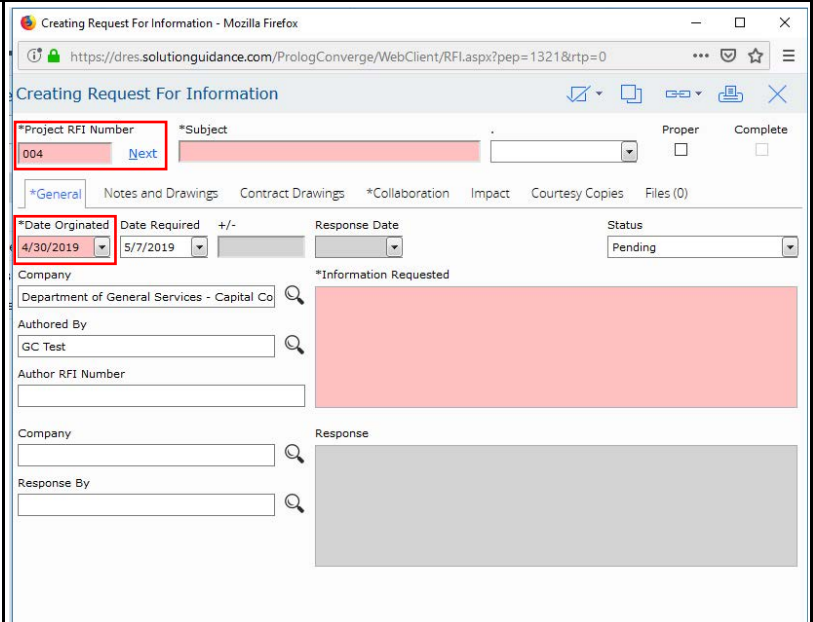 Creating Request For Information - Mozilla Firefox
https://dres.solutionguidance.com/PrologConverge/WebClient/RFI.aspx?pep=1321&rtp=0
Creating Request For Information
*Project RFI Number *Subject . Proper Complete
004 Next
*General Notes and Drawings Contract Drawings *Collaboration Impact Courtesy Copies Files (0)
*Date Orginated Date Required +/- Response Date Status
4/30/2019 5/7/2019 Pending
Company *Information Requested
Department of General Services - Capital Co
Authored By
GC Test
Author RFI Number
Company Response
Response By